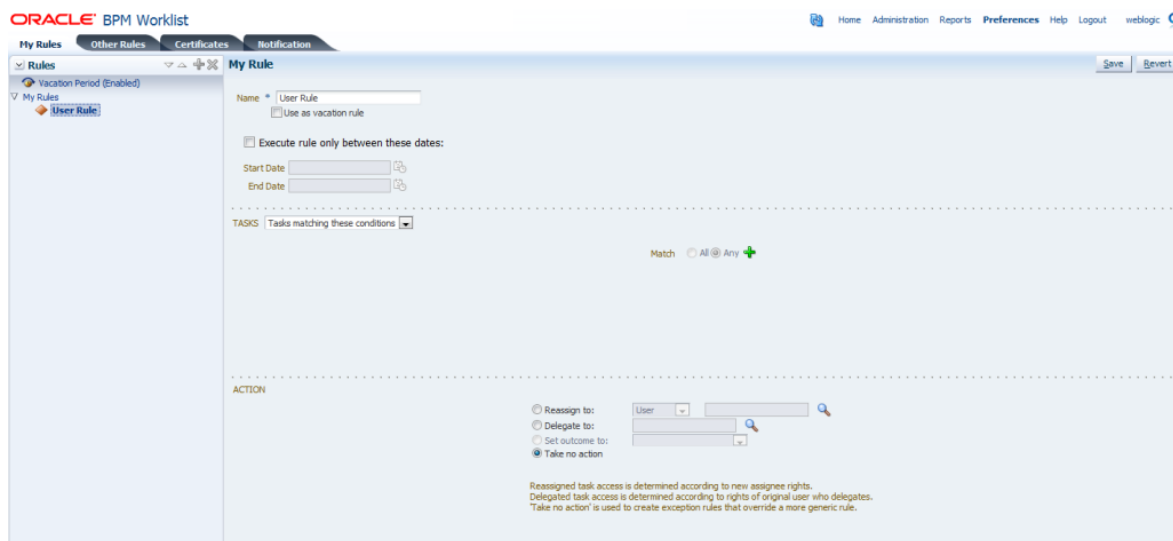 ORACLE BPM Worklist
Home Administration Reports Preferences Help Logout weblogic
My Rules Other Rules Certificates Notification
Rules
My Rule
Save Revert
Vacation Period (Enabled)
My Rules
User Rule
Name * User Rule
Use as vacation rule
Execute rule only between these dates:
Start Date
End Date
TASKS Tasks matching these conditions
Match All Any
ACTION
Reassign to: User
Delegate to:
Set outcome to:
Take no action
Reassigned task access is determined according to new assignee rights.
Delegated task access is determined according to rights of original user who delegates.
'Take no action' is used to create exception rules that override a more generic rule.